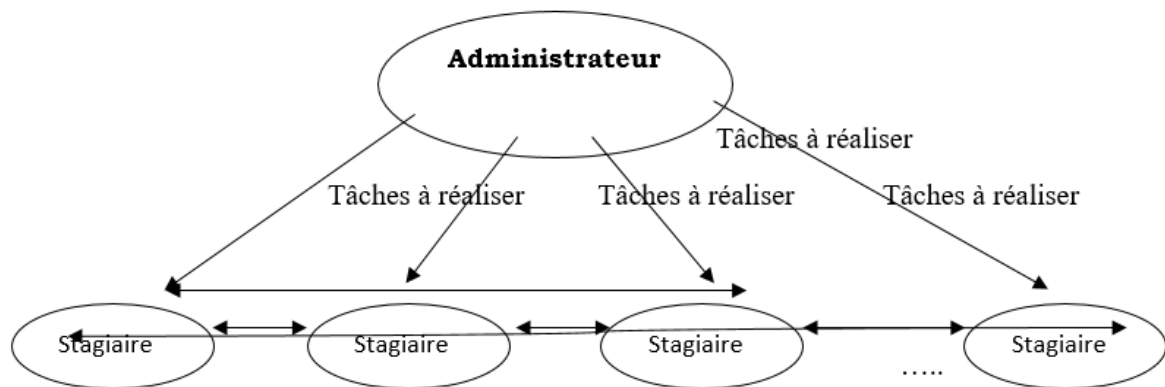 Administrateur
Tâches à réaliser
Tâches à réaliser Tâches à réaliser Tâches à réaliser
Stagiaire Stagiaire Stagiaire Stagiaire
.....